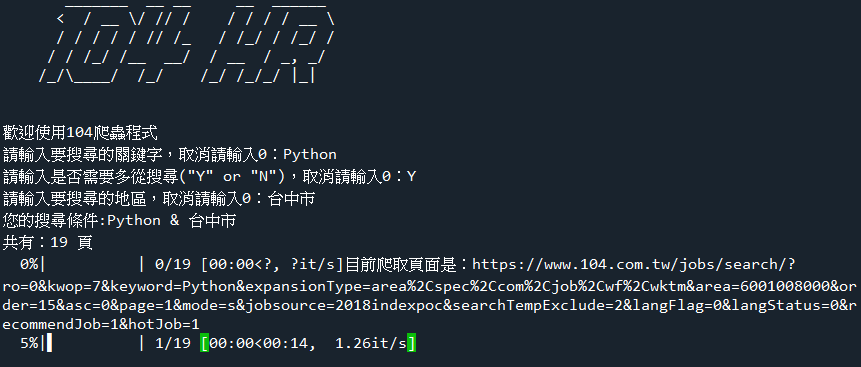 104 HR
歡迎使用104爬蟲程式
請輸入要搜尋的關鍵字，取消請輸入0：Python
請輸入是否需要多從搜尋("Y" or "N")，取消請輸入0：Y
請輸入要搜尋的地區，取消請輸入0：台中市
您的搜尋條件:Python & 台中市
共有：19 頁
0%| | 0/19 [00:00<?, ?it/s]目前爬取頁面是：https://www.104.com.tw/jobs/search/?
ro=0&kwop=7&keyword=Python&expansionType=area%2Cspec%2Ccom%2Cjob%2Cwf%2Cwktm&area=6001008000&or
der=15&asc=0&page=1&mode=s&jobsource=2018indexpoc&searchTempExclude=2&langFlag=0&langStatus=0&r
ecommendJob=1&hotJob=1
5%|▌ | 1/19 [00:00<00:14, 1.26it/s]